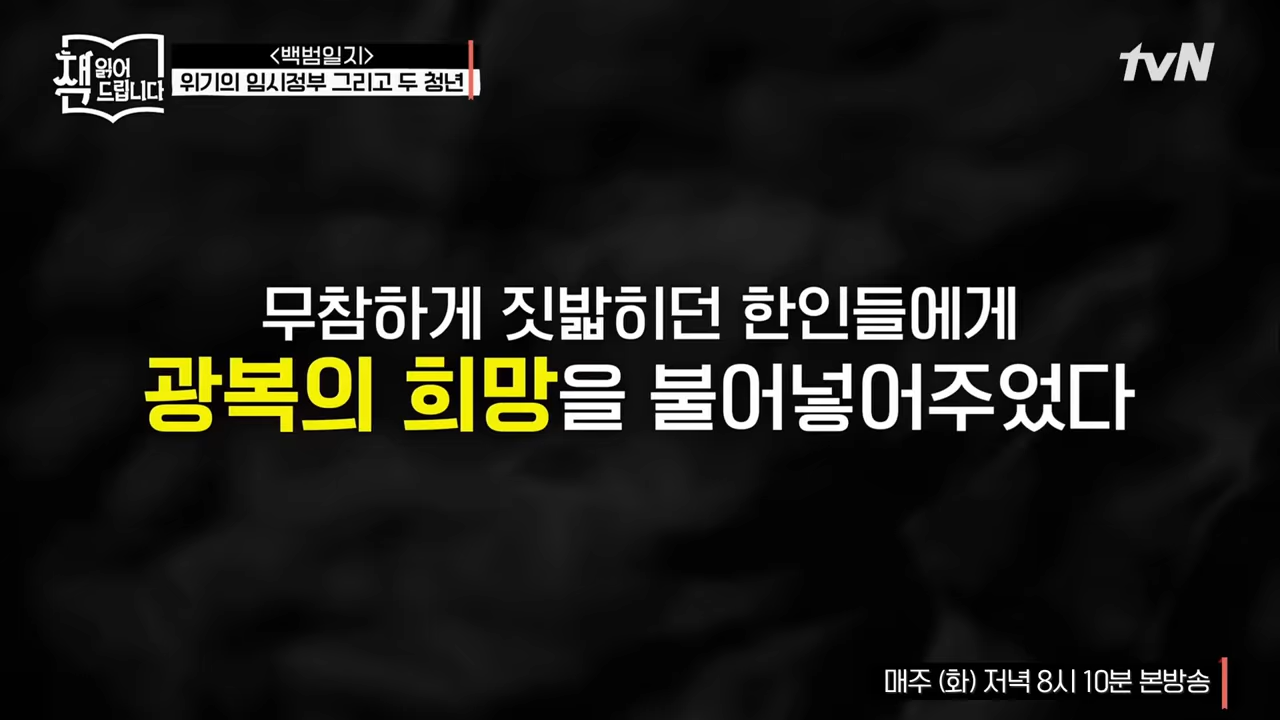 책 읽어
드립니다
<백범일지>
위기의 임시정부 그리고 두 청년
tvN
무참하게 짓밟히던 한인들에게
광복의 희망을 불어넣어주었다
매주 (화) 저녁 8시 10분 본방송